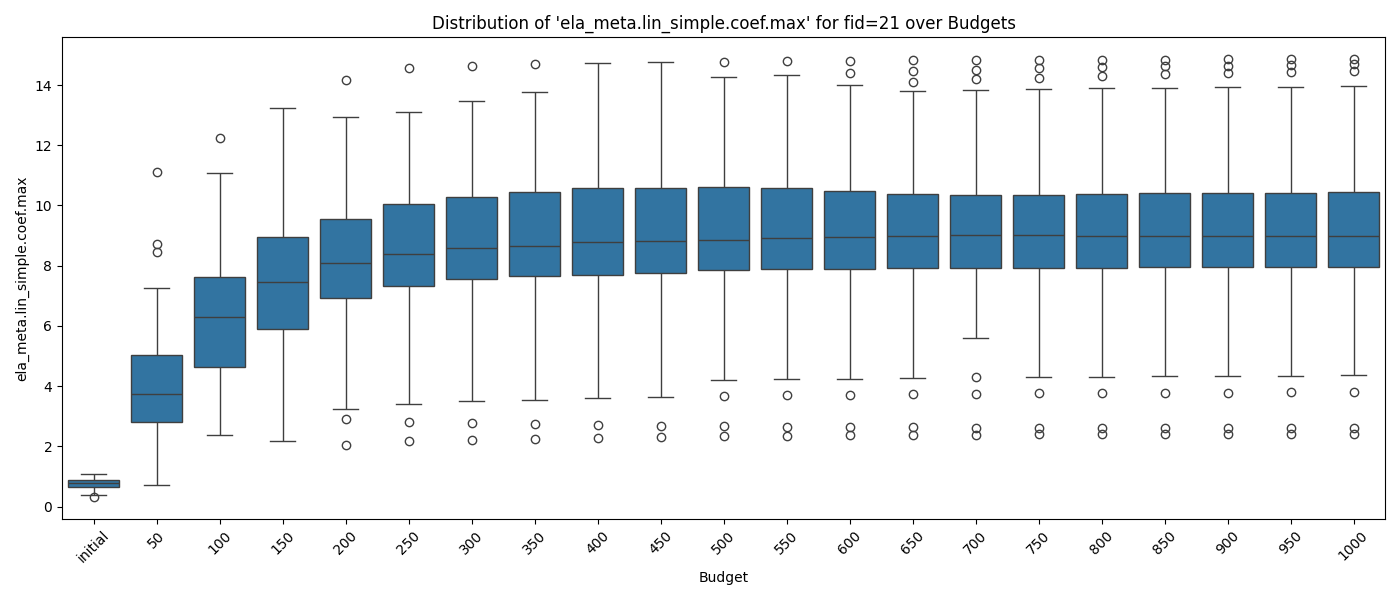 Distribution of 'ela_meta.lin_simple.coef.max' for fid=21 over Budgets
ela_meta.lin_simple.coef.max
14
12
10
8
6
4
2
0
initial 50 100 150 200 250 300 350 400 450 500 550 600 650 700 750 800 850 900 950 1000
Budget